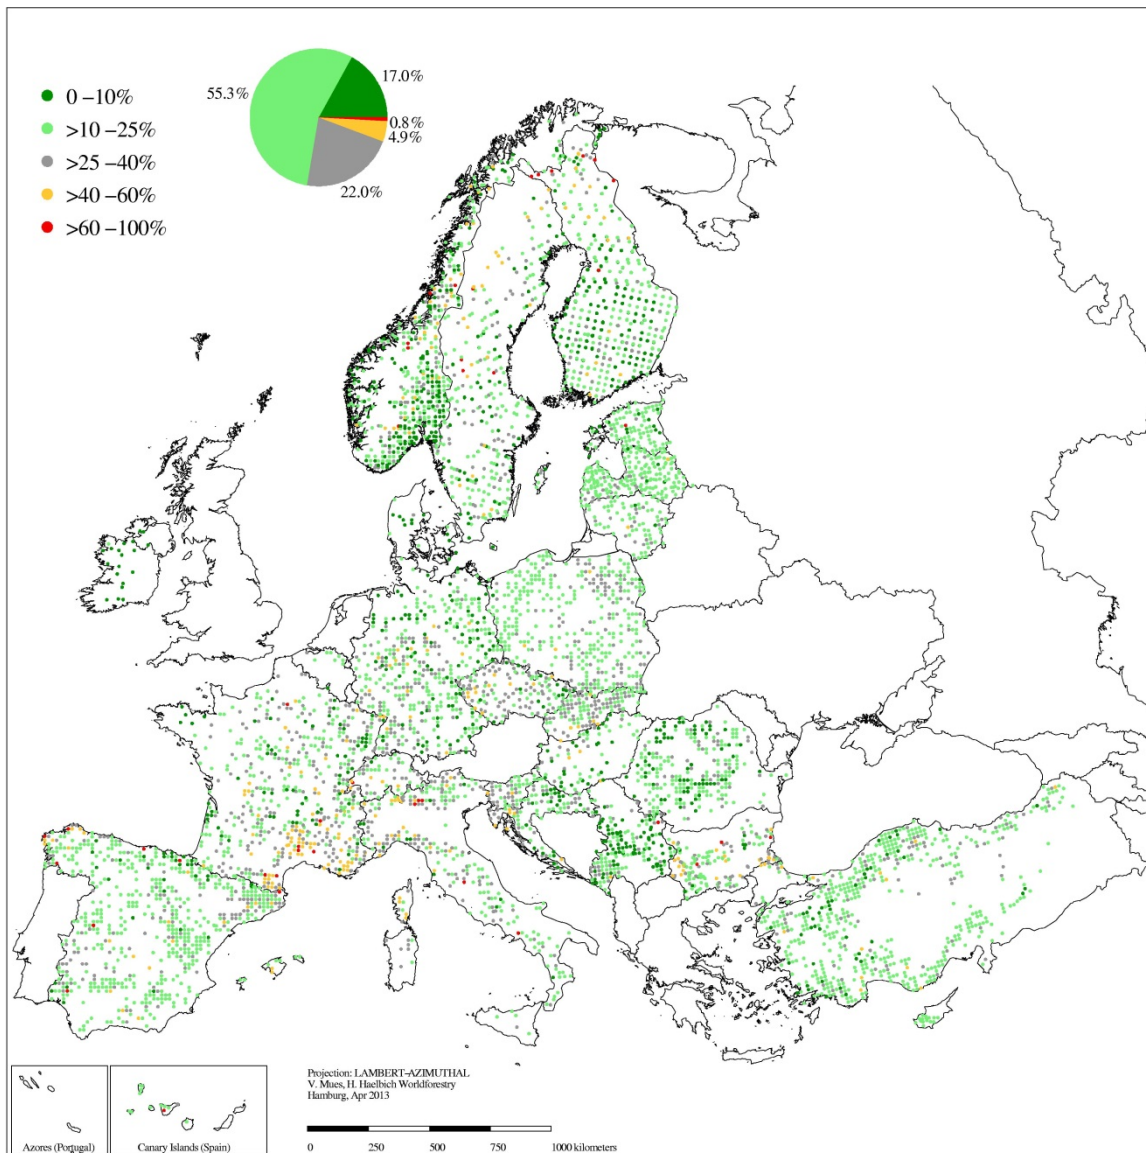 0 –10%
>10 –25%
>25 –40%
>40 –60%
>60 –100%
55.3%
17.0%
0.8%
4.9%
22.0%
Projection: LAMBERT–AZIMUTHAL
V. Mues, H. Haelbich Worldforestry
Hamburg, Apr 2013
0 250 500 750 1000 kilometers
Azores (Portugal)
Canary Islands (Spain)